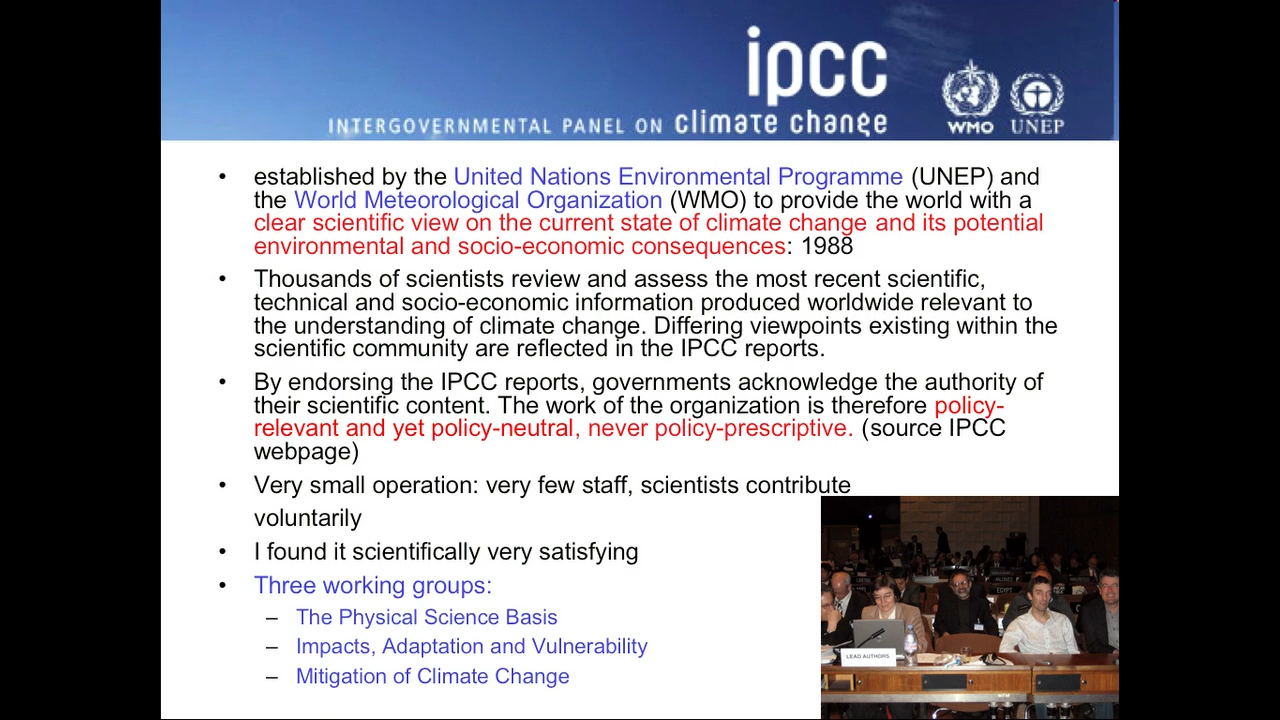 ipcc
INTERGOVERNMENTAL PANEL ON climate change
WMO UNEP
• established by the United Nations Environmental Programme (UNEP) and
the World Meteorological Organization (WMO) to provide the world with a
clear scientific view on the current state of climate change and its potential
environmental and socio-economic consequences: 1988
• Thousands of scientists review and assess the most recent scientific,
technical and socio-economic information produced worldwide relevant to
the understanding of climate change. Differing viewpoints existing within the
scientific community are reflected in the IPCC reports.
• By endorsing the IPCC reports, governments acknowledge the authority of
their scientific content. The work of the organization is therefore policy-
relevant and yet policy-neutral, never policy-prescriptive. (source IPCC
webpage)
• Very small operation: very few staff, scientists contribute
voluntarily
• I found it scientifically very satisfying
• Three working groups:
– The Physical Science Basis
– Impacts, Adaptation and Vulnerability
– Mitigation of Climate Change
EGYPT
LEAD AUTHORS